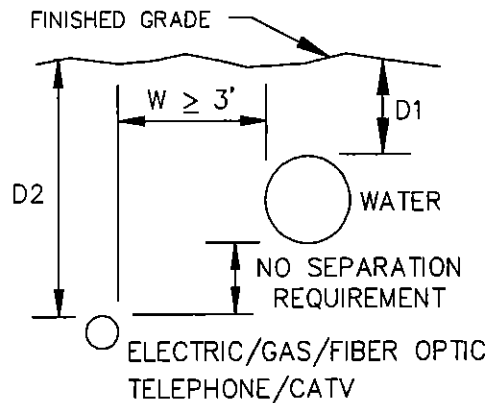 FINISHED GRADE
W ≥ 3'
D1
D2
WATER
NO SEPARATION
REQUIREMENT
ELECTRIC/GAS/FIBER OPTIC
TELEPHONE/CATV